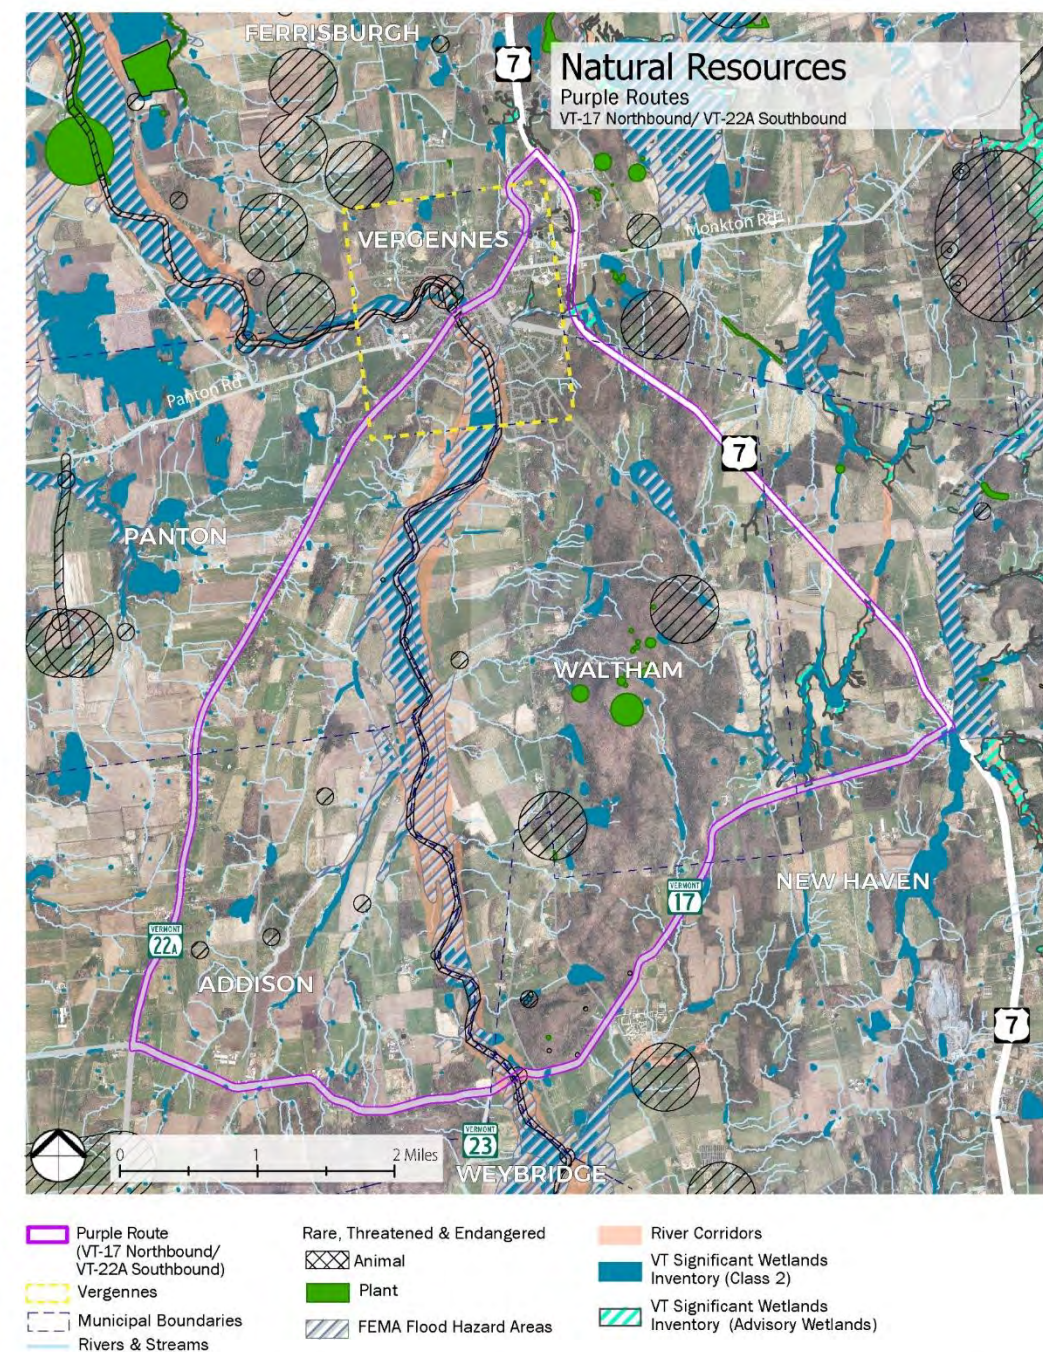 FERRISBURGH
7
Natural Resources
Purple Routes
VT-17 Northbound/ VT-22A Southbound
Monkton Rd
VERGENNES
Panton Rd
7
PANTON
WALTHAM
VERMONT
17
NEW HAVEN
VERMONT
22A
ADDISON
7
VERMONT
23
0 1 2 Miles
WEYBRIDGE
Purple Route
(VT-17 Northbound/
VT-22A Southbound)
Vergennes
Municipal Boundaries
Rivers & Streams
Rare, Threatened & Endangered
Animal
Plant
FEMA Flood Hazard Areas
River Corridors
VT Significant Wetlands
Inventory (Class 2)
VT Significant Wetlands
Inventory (Advisory Wetlands)